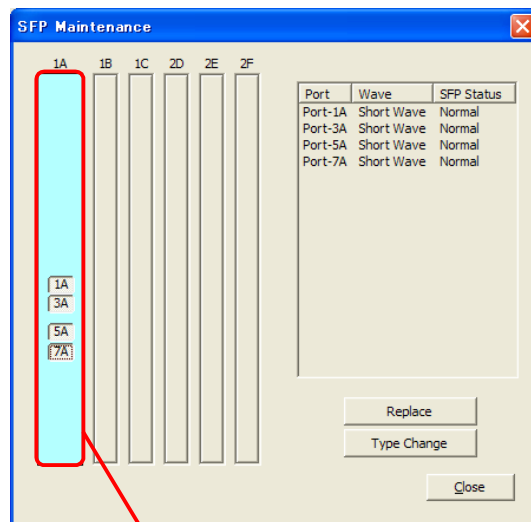 SFP Maintenance
1A 1B 1C 2D 2E 2F
1A
3A
5A
7A
Port Wave SFP Status
Port-1A Short Wave Normal
Port-3A Short Wave Normal
Port-5A Short Wave Normal
Port-7A Short Wave Normal
Replace
Type Change
Close